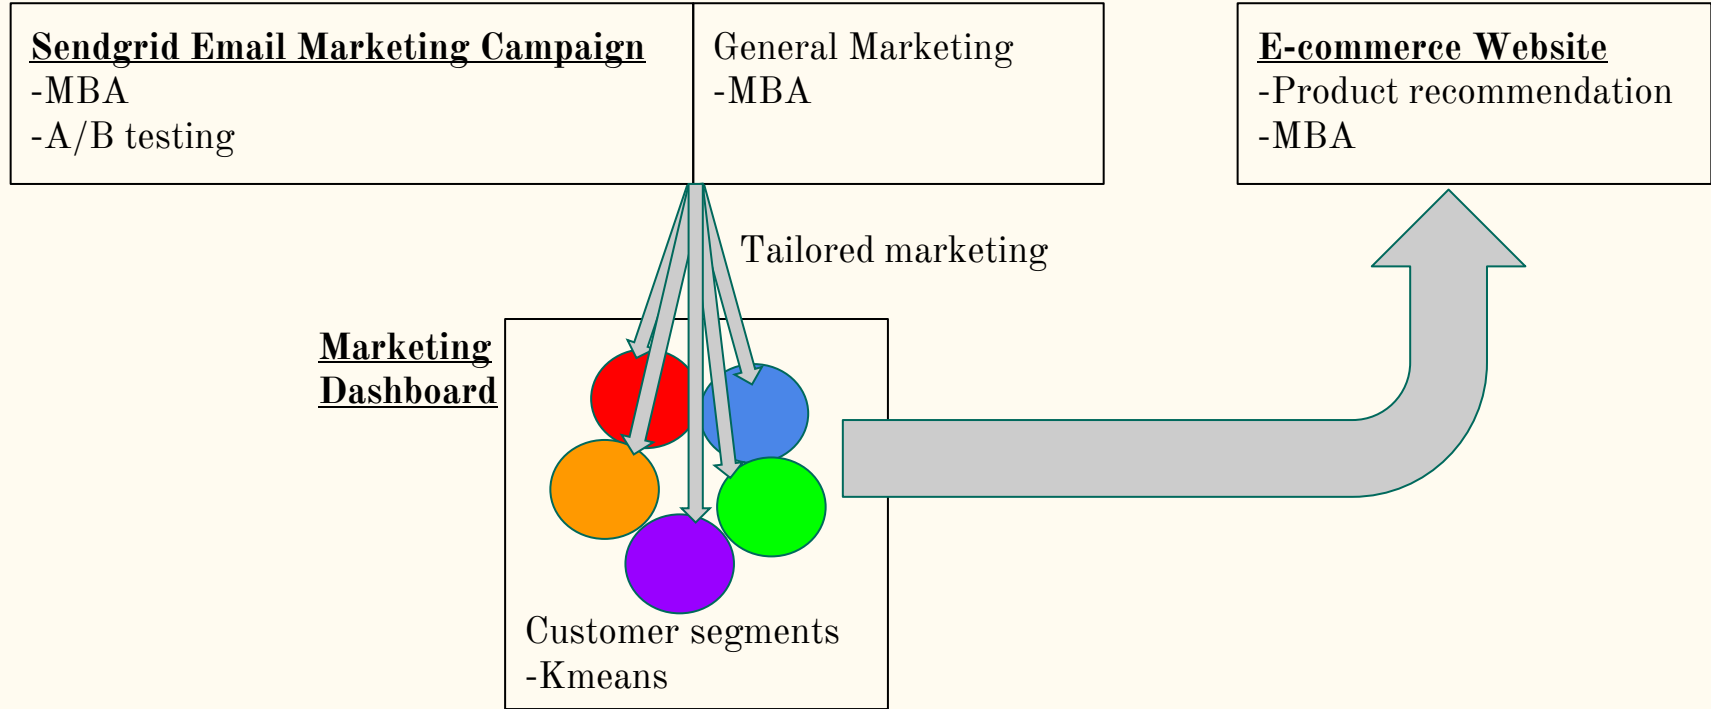 Sendgrid Email Marketing Campaign
-MBA
-A/B testing
General Marketing
-MBA
E-commerce Website
-Product recommendation
-MBA
Tailored marketing
Marketing
Dashboard
Customer segments
-Kmeans